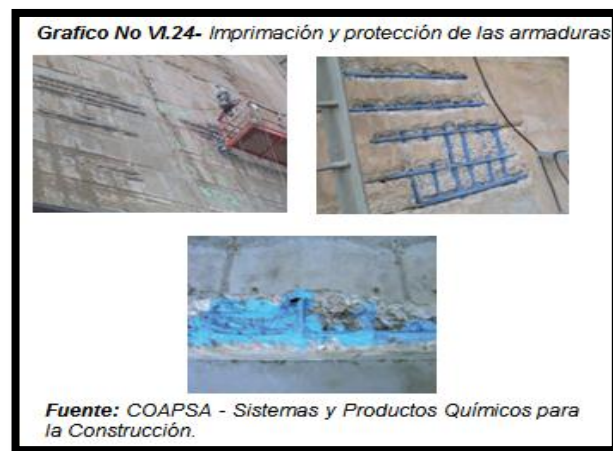 Grafico No VI.24- Imprimación y protección de las armaduras
Fuente: COAPSA - Sistemas y Productos Químicos para
la Construcción.